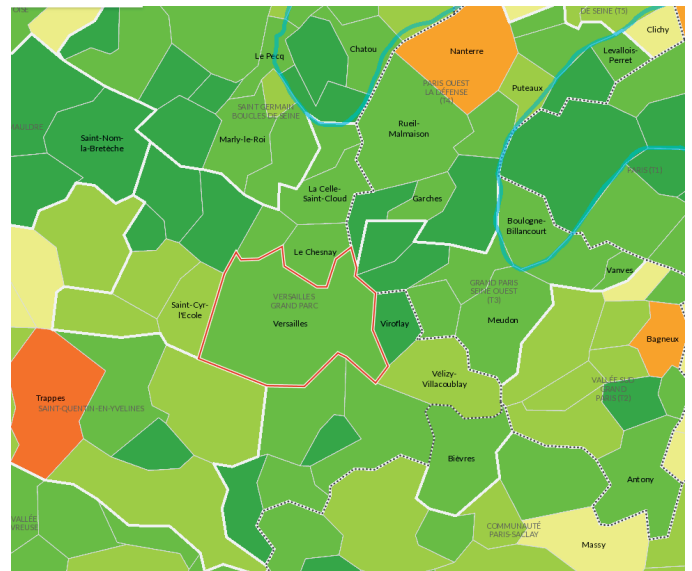 DE SEINE (T5)
Clichy
Chatou
Levallois-
Perret
Le Pecq
Nanterre
PARIS OUEST
LA DÉFENSE
(T4)
Puteaux
SAINT GERMAIN
BOUCLES DE SEINE
Rueil-
Malmaison
AULDRE
Saint-Nom-
la-Bretèche
Marly-le-Roi
PARIS (T1)
La Celle-
Saint-Cloud
Garches
Boulogne-
Billancourt
Le Chesnay
Vanves
GRAND PARIS
SEINE OUEST
(T3)
VERSAILLES
GRAND PARC
Saint-Cyr-
l'Ecole
Versailles
Viroflay
Meudon
Bagneux
Vélizy-
Villacoublay
VALLÉE SUD
GRAND
PARIS (T2)
Trappes
SAINT-QUENTIN -EN-YVELINES
Bièvres
Antony
VALLÉE
VREUSE
COMMUNAUTÉ
PARIS-SACLAY
Massy